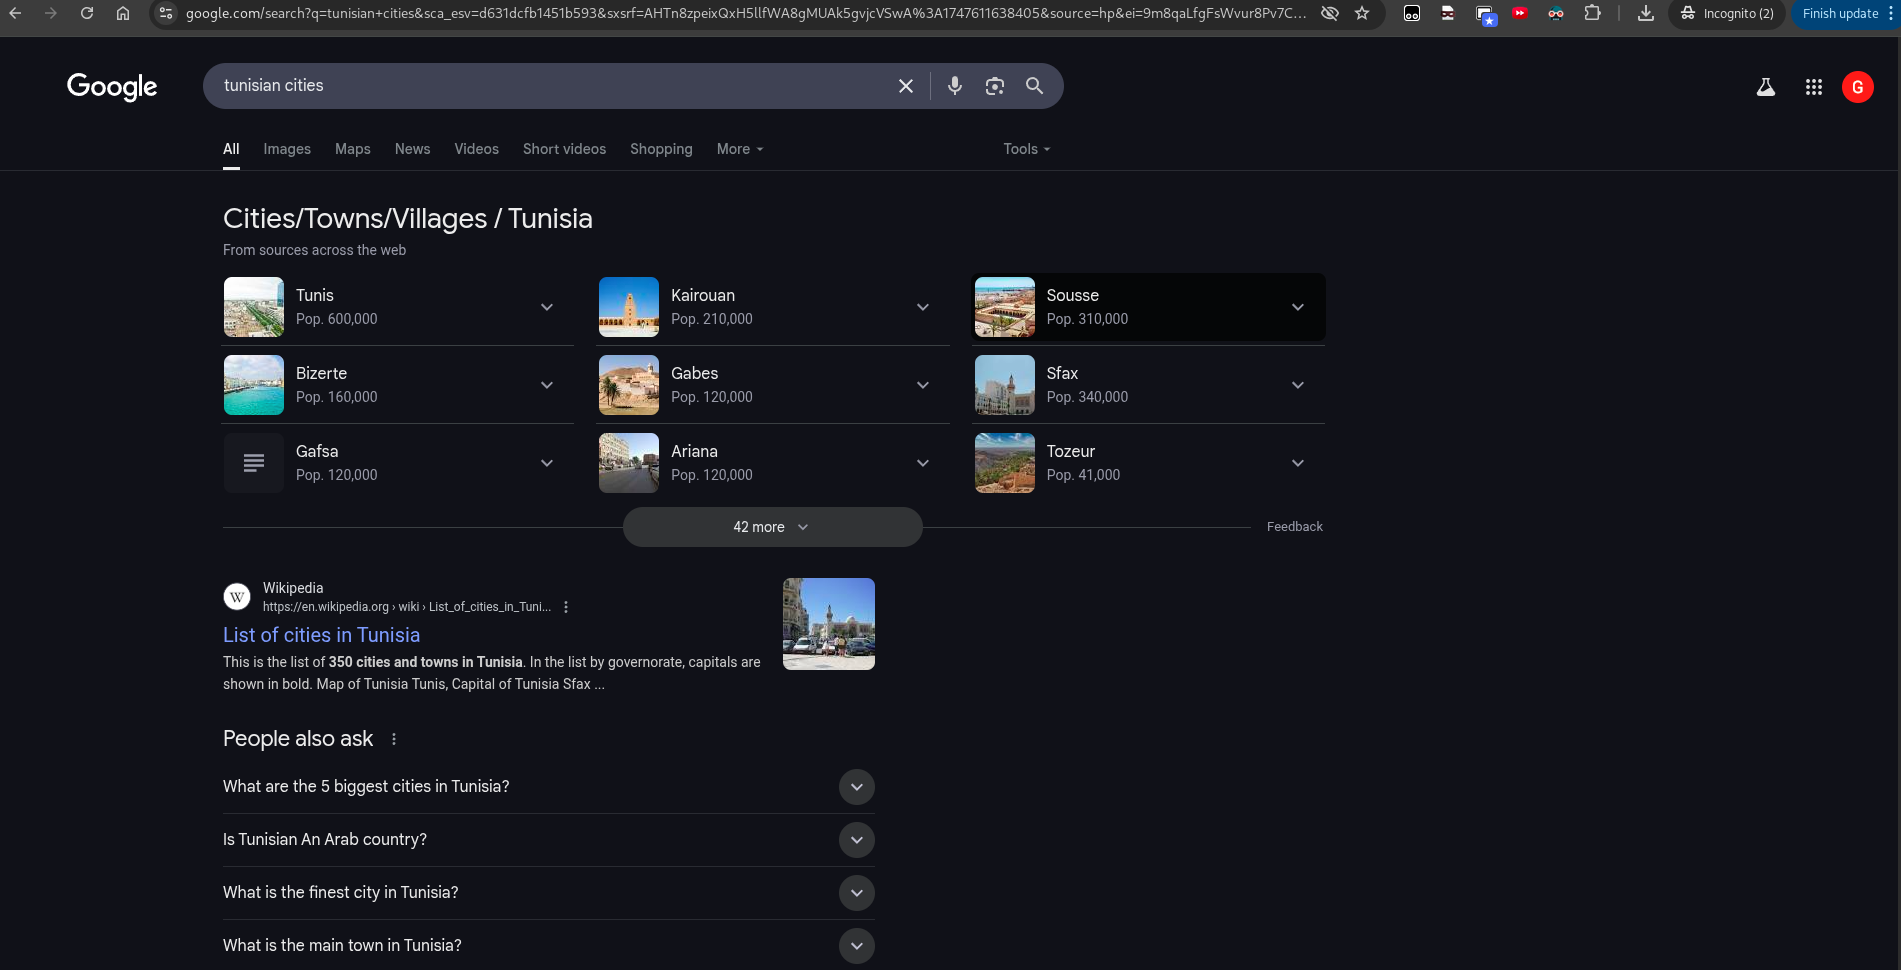 google.com/search?q=tunisian+cities&sca_esv=d631dcfb1451b593&sxsrf=AHTn8zpeixQxH5llfWA8gMUAk5gvjcVSwA%3A1747611638405&source=hp&ei=9m8qaLfgFsWvur8Pv7C...
Incognito (2)
Finish update
Google
tunisian cities
G
All
Images
Maps
News
Videos
Short videos
Shopping
More
Tools
Cities/Towns/Villages / Tunisia
From sources across the web
Tunis
Pop. 600,000
Kairouan
Pop. 210,000
Sousse
Pop. 310,000
Bizerte
Pop. 160,000
Gabes
Pop. 120,000
Sfax
Pop. 340,000
Gafsa
Pop. 120,000
Ariana
Pop. 120,000
Tozeur
Pop. 41,000
42 more
Feedback
W
Wikipedia
https://en.wikipedia.org › wiki › List_of_cities_in_Tuni...
List of cities in Tunisia
This is the list of 350 cities and towns in Tunisia. In the list by governorate, capitals are
shown in bold. Map of Tunisia Tunis, Capital of Tunisia Sfax ...
People also ask
What are the 5 biggest cities in Tunisia?
Is Tunisian An Arab country?
What is the finest city in Tunisia?
What is the main town in Tunisia?